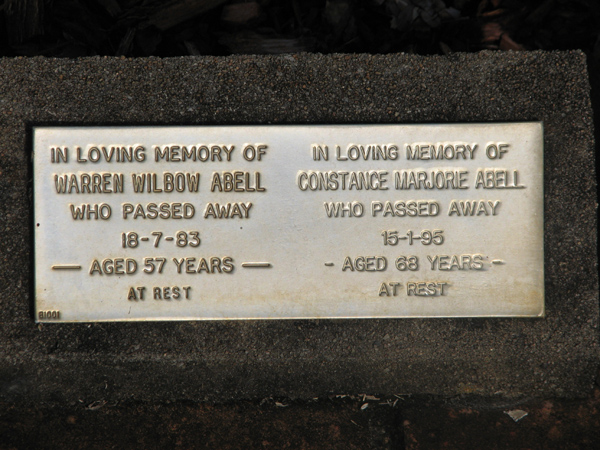 IN LOVING MEMORY OF
WARREN WILBOW ABELL
WHO PASSED AWAY
18-7-83
— AGED 57 YEARS —
AT REST
B1001
IN LOVING MEMORY OF
CONSTANCE MARJORIE ABELL
WHO PASSED AWAY
15-1-95
- AGED 68 YEARS -
AT REST